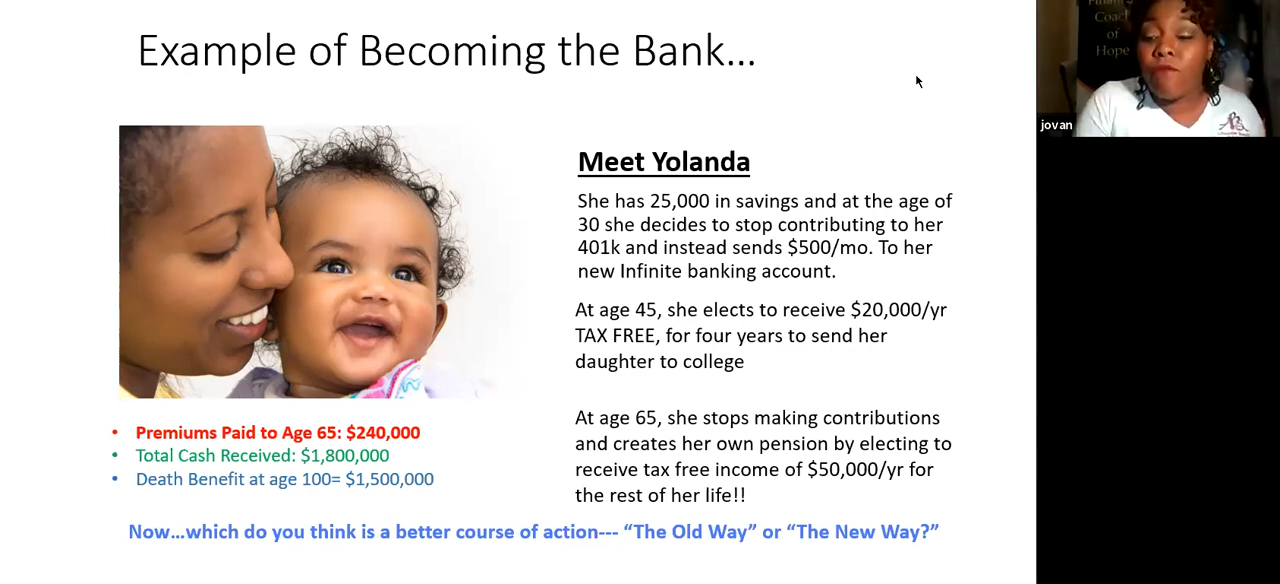 Example of Becoming the Bank...
Coach
of
Hope
jovan
Meet Yolanda
She has 25,000 in savings and at the age of
30 she decides to stop contributing to her
401k and instead sends $500/mo. To her
new Infinite banking account.
At age 45, she elects to receive $20,000/yr
TAX FREE, for four years to send her
daughter to college
At age 65, she stops making contributions
and creates her own pension by electing to
receive tax free income of $50,000/yr for
the rest of her life!!
• Premiums Paid to Age 65: $240,000
• Total Cash Received: $1,800,000
• Death Benefit at age 100= $1,500,000
Now...which do you think is a better course of action--- “The Old Way” or “The New Way?”